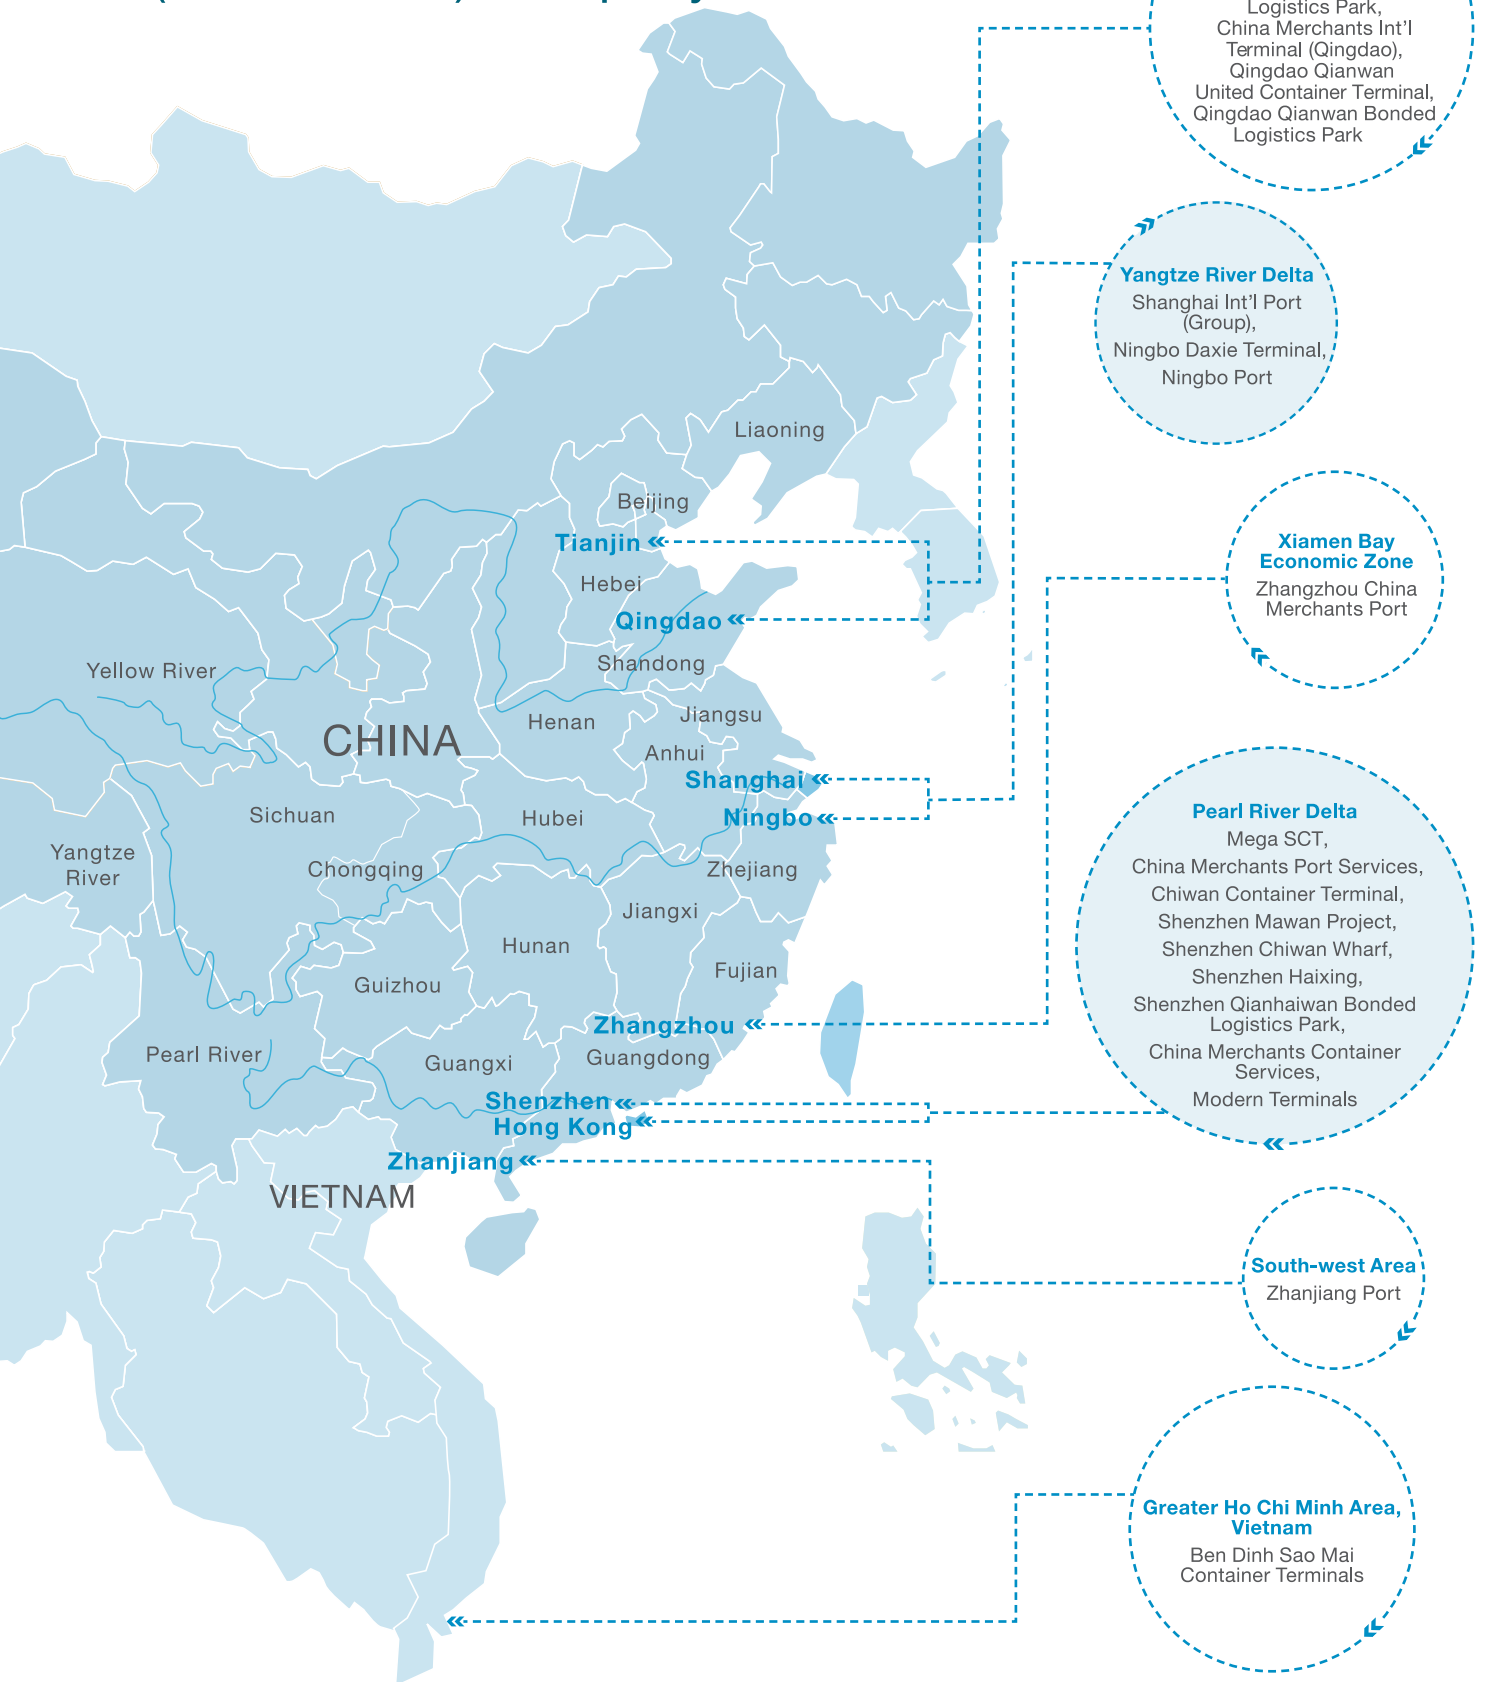 Logistics Park,
China Merchants Int'l
Terminal (Qingdao),
Qingdao Qianwan
United Container Terminal,
Qingdao Qianwan Bonded
Logistics Park
Yangtze River Delta
Shanghai Int'l Port
(Group),
Ningbo Daxie Terminal,
Ningbo Port
Liaoning
Beijing
Tianjin
Hebei
Qingdao
Shandong
Xiamen Bay
Economic Zone
Zhangzhou China
Merchants Port
Yellow River
CHINA
Henan
Jiangsu
Anhui
Shanghai
Sichuan
Hubei
Ningbo
Yangtze
River
Chongqing
Zhejiang
Jiangxi
Hunan
Fujian
Guizhou
Zhangzhou
Pearl River
Guangxi
Guangdong
Shenzhen
Hong Kong
Zhanjiang
VIETNAM
Pearl River Delta
Mega SCT,
China Merchants Port Services,
Chiwan Container Terminal,
Shenzhen Mawan Project,
Shenzhen Chiwan Wharf,
Shenzhen Haixing,
Shenzhen Qianhaiwan Bonded
Logistics Park,
China Merchants Container
Services,
Modern Terminals
South-west Area
Zhanjiang Port
Greater Ho Chi Minh Area,
Vietnam
Ben Dinh Sao Mai
Container Terminals